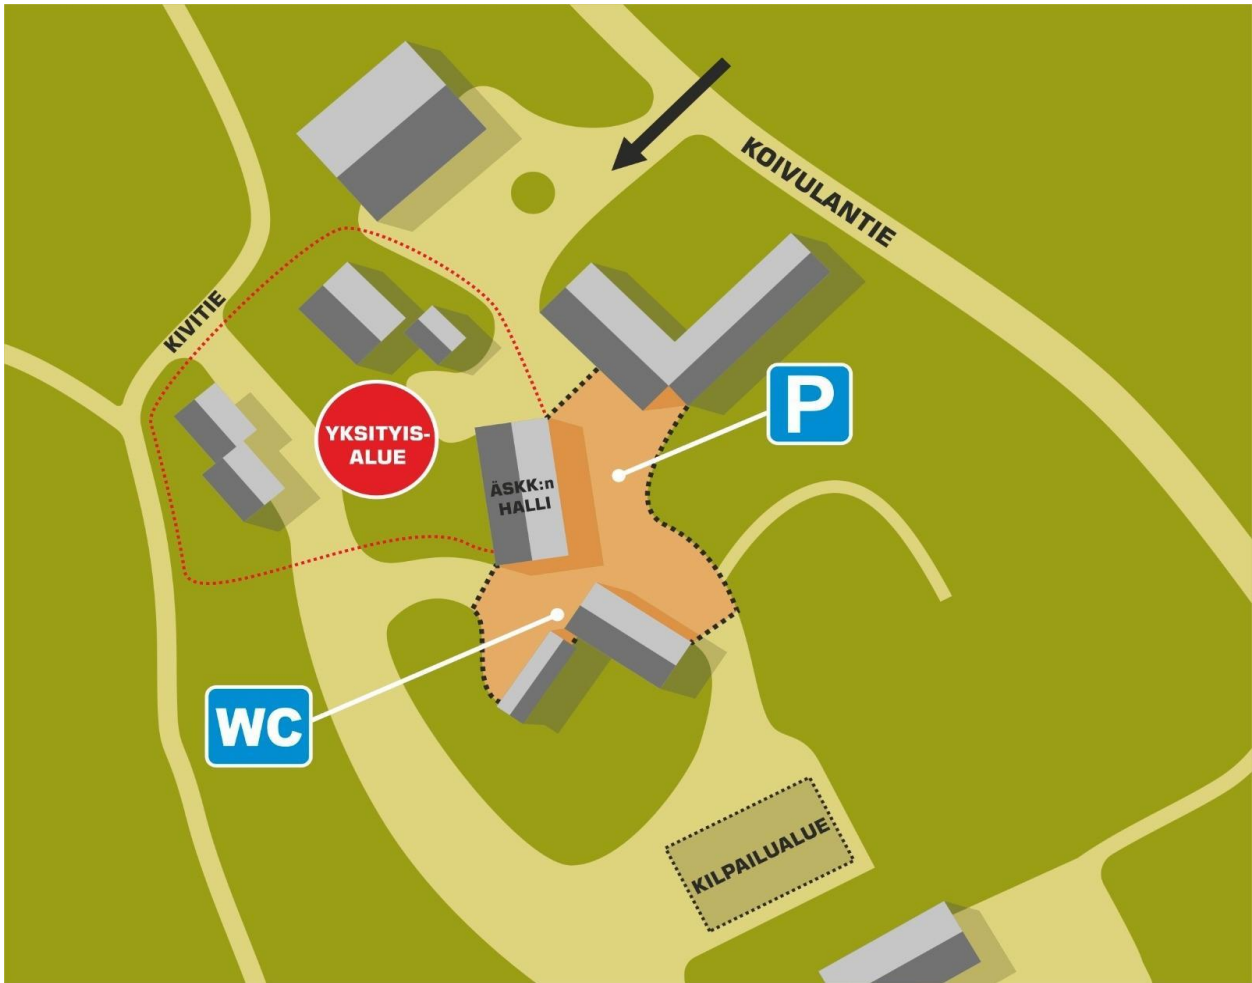 KOIVULANTIE
KIVITIE
P
YKSITYIS-
ALUE
ÄSKK:n
HALLI
WC
KILPAILUALUE